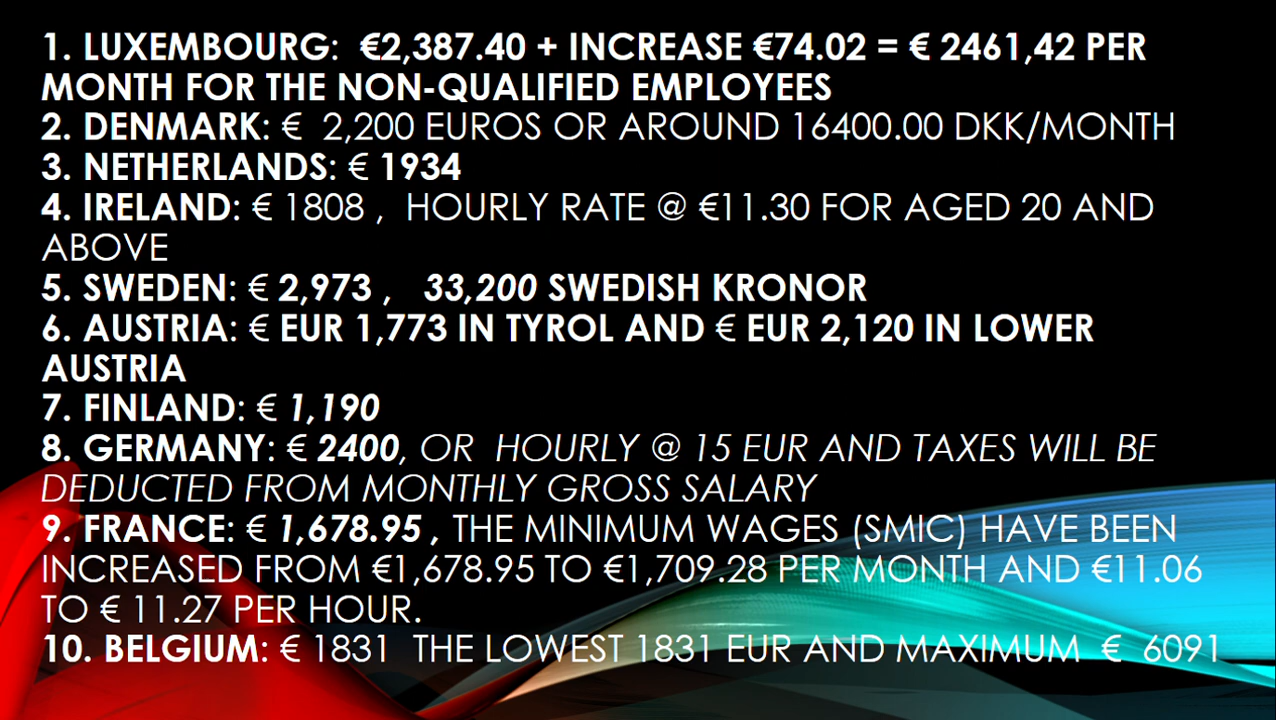 1. LUXEMBOURG: €2,387.40 + INCREASE €74.02 = € 2461,42 PER
MONTH FOR THE NON-QUALIFIED EMPLOYEES
2. DENMARK: € 2,200 EUROS OR AROUND 16400.00 DKK/MONTH
3. NETHERLANDS: € 1934
4. IRELAND: € 1808 , HOURLY RATE @ €11.30 FOR AGED 20 AND
ABOVE
5. SWEDEN: € 2,973 , 33,200 SWEDISH KRONOR
6. AUSTRIA: € EUR 1,773 IN TYROL AND € EUR 2,120 IN LOWER
AUSTRIA
7. FINLAND: € 1,190
8. GERMANY: € 2400, OR HOURLY @ 15 EUR AND TAXES WILL BE
DEDUCTED FROM MONTHLY GROSS SALARY
9. FRANCE: € 1,678.95 , THE MINIMUM WAGES (SMIC) HAVE BEEN
INCREASED FROM €1,678.95 TO €1,709.28 PER MONTH AND €11.06
TO € 11.27 PER HOUR.
10. BELGIUM: € 1831 THE LOWEST 1831 EUR AND MAXIMUM € 6091